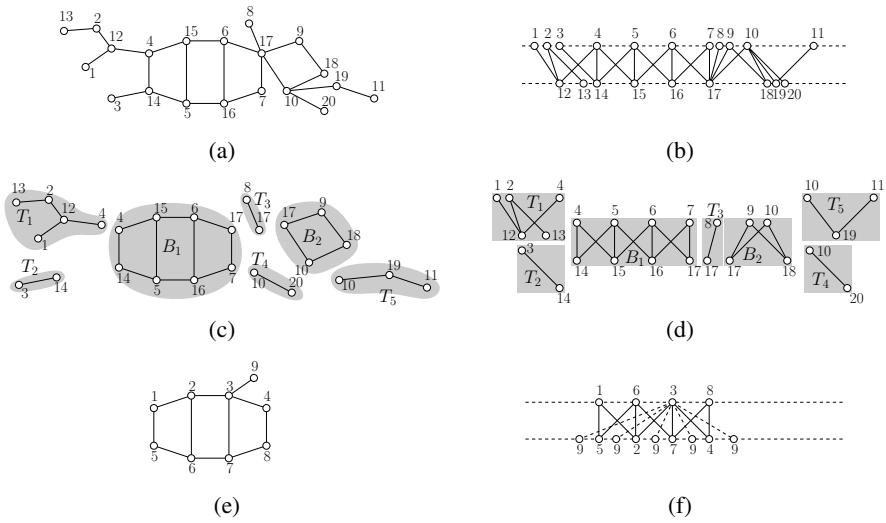 8
13 2 15 6 9
12 17
4
18
19 11
1
14 10
3 5 16 7 20
(a)
1 2 3 4 5 6 7 8 9 10 11
12 13 14 15 16 17 18 19 20
(b)
13 2 15 6 8 T3 9
12 17 17
T1 4 4 17 B2 18
1 B1
T2 14 7 T4 10 19 11
3 14 5 16 10 20 10 T5
(c)
1 2 4 10 11
T1 4 5 6 7 T3 9 10 T5
12 13 8 19
3 B1 B2 10
T2 14 15 16 17 17 17 18 T4
14 20
(d)
9
2 3
1 4
5 8
6 7
(e)
1 6 3 8
9 5 9 2 9 7 9 4 9
(f)